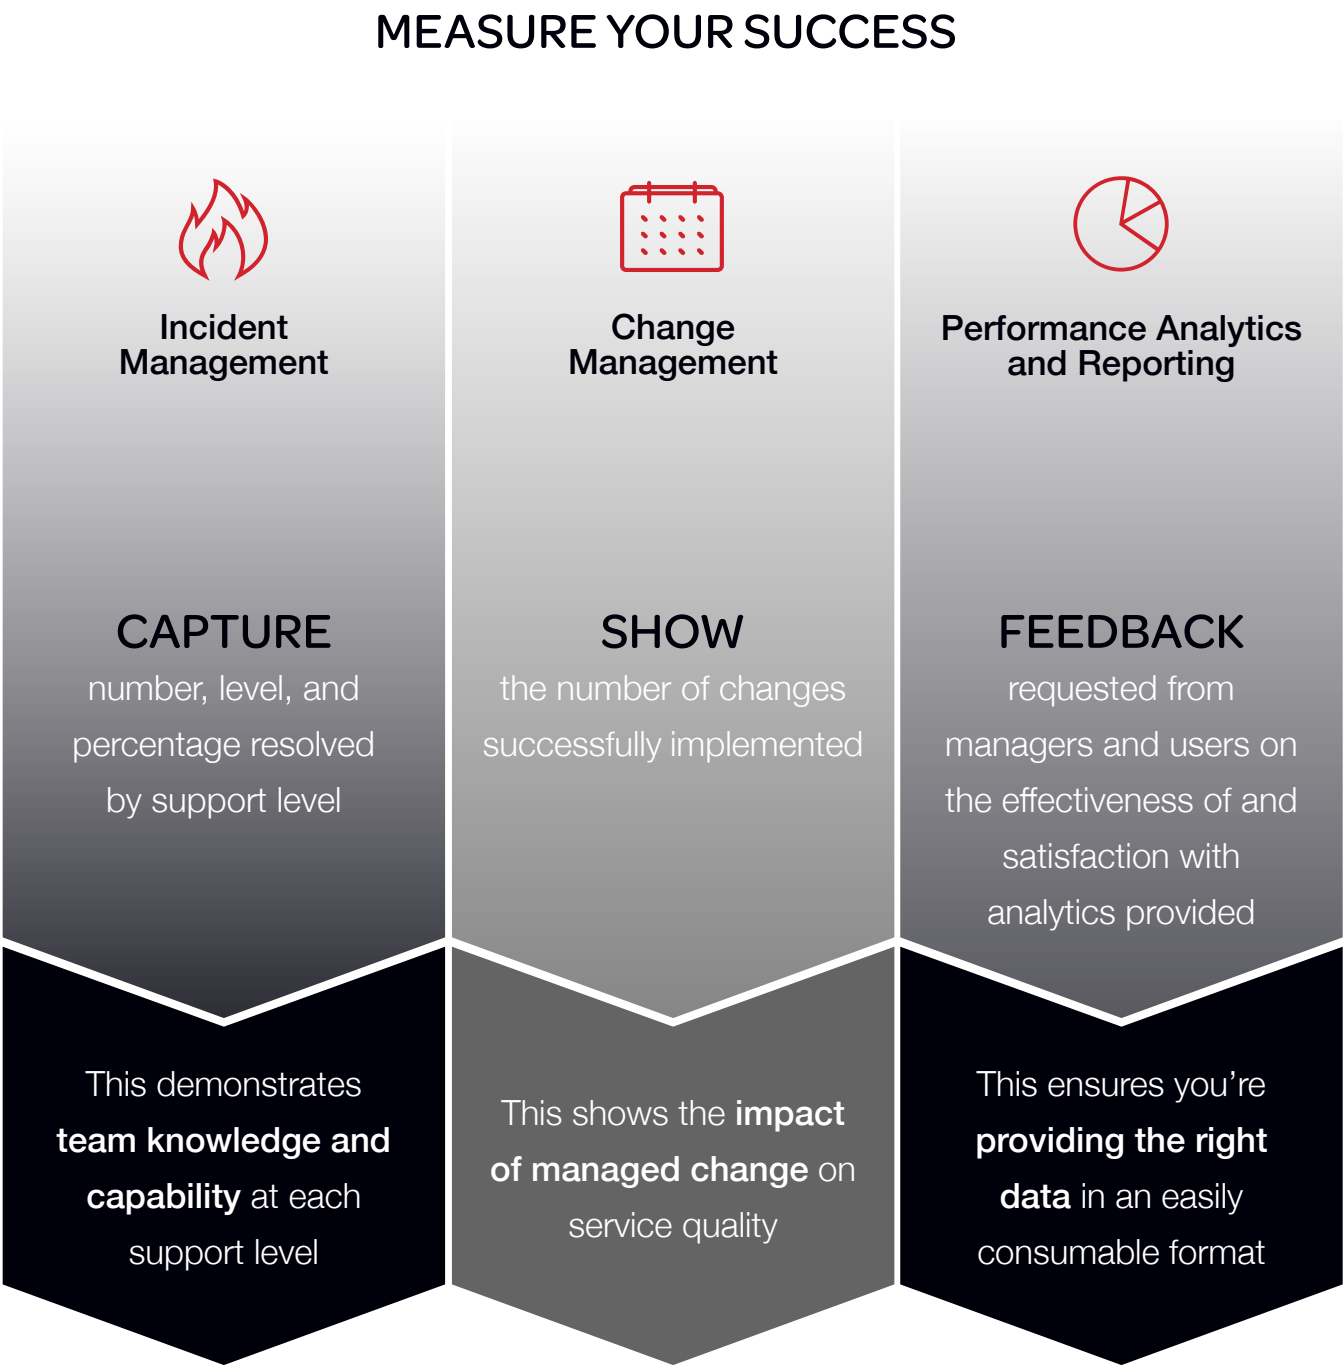 MEASURE YOUR SUCCESS
Incident
Management
CAPTURE
number, level, and
percentage resolved
by support level
This demonstrates
team knowledge and
capability at each
support level
Change
Management
SHOW
the number of changes
successfully implemented
This shows the impact
of managed change on
service quality
Performance Analytics
and Reporting
FEEDBACK
requested from
managers and users on
the effectiveness of and
satisfaction with
analytics provided
This ensures you’re
providing the right
data in an easily
consumable format